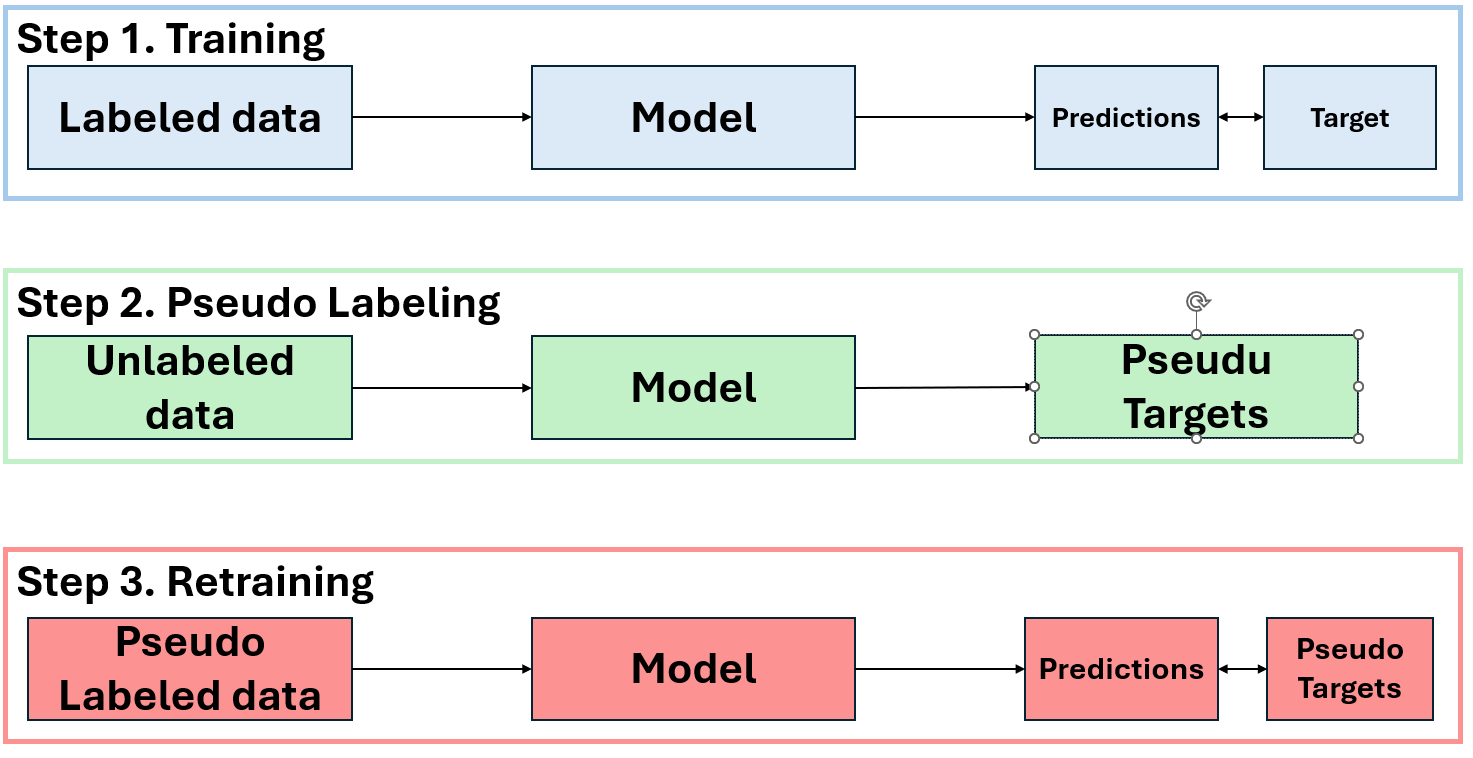 Step 1. Training
Labeled data
Model
Predictions
Target
Step 2. Pseudo Labeling
Unlabeled
data
Model
Pseudu
Targets
Step 3. Retraining
Pseudo
Labeled data
Model
Predictions
Pseudo
Targets